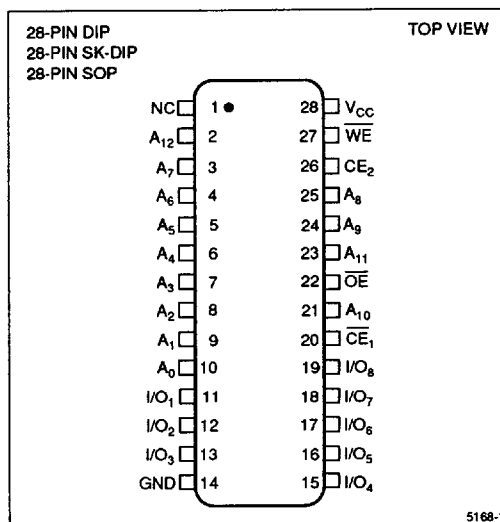 28-PIN DIP
28-PIN SK-DIP
28-PIN SOP
TOP VIEW
NC 1 28 VCC
A12 2 27 WE
A7 3 26 CE2
A6 4 25 A8
A5 5 24 A9
A4 6 23 A11
A3 7 22 OE
A2 8 21 A10
A1 9 20 CE1
A0 10 19 I/O8
I/O1 11 18 I/O7
I/O2 12 17 I/O6
I/O3 13 16 I/O5
GND 14 15 I/O4